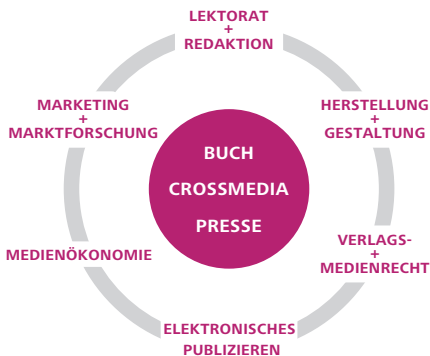 LEKTORAT
+
REDAKTION
HERSTELLUNG
+
GESTALTUNG
VERLAGS-
+
MEDIENRECHT
ELEKTRONISCHES
PUBLIZIEREN
MEDIENÖKONOMIE
MARKETING
+
MARKTFORSCHUNG
BUCH
CROSSMEDIA
PRESSE